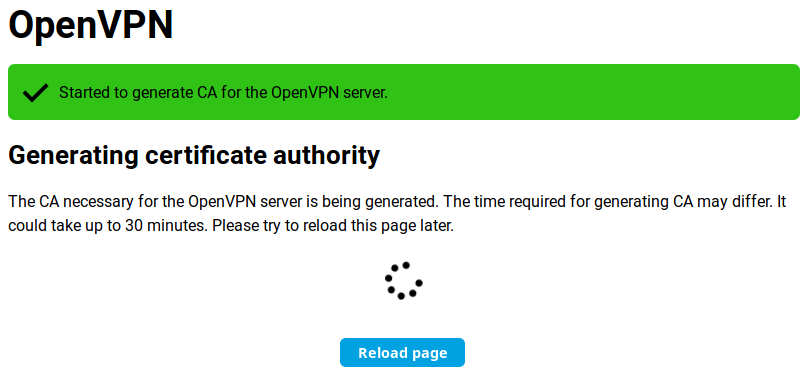 OpenVPN
Started to generate CA for the OpenVPN server.
Generating certificate authority
The CA necessary for the OpenVPN server is being generated. The time required for generating CA may differ. It
could take up to 30 minutes. Please try to reload this page later.
Reload page